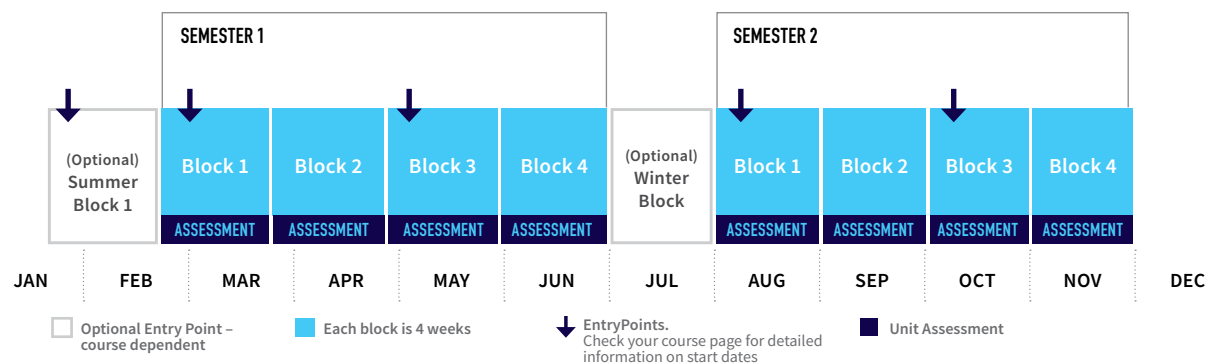 SEMESTER 1
SEMESTER 2
(Optional)
Summer
Block 1
Block 1
Block 2
Block 3
Block 4
(Optional)
Winter
Block
Block 1
Block 2
Block 3
Block 4
ASSESSMENT
ASSESSMENT
ASSESSMENT
ASSESSMENT
ASSESSMENT
ASSESSMENT
ASSESSMENT
ASSESSMENT
JAN FEB MAR APR MAY JUN JUL AUG SEP OCT NOV DEC
Optional Entry Point –
course dependent
Each block is 4 weeks
EntryPoints.
Check your course page for detailed
information on start dates
Unit Assessment